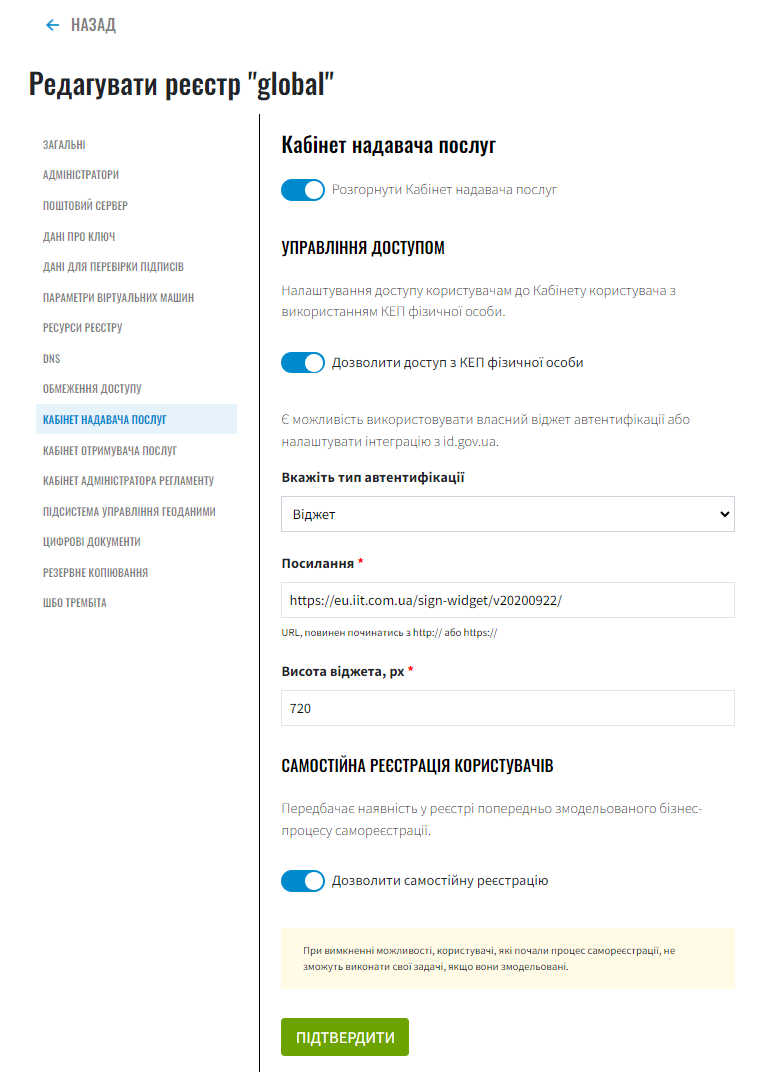 НАЗАД
Редагувати реєстр "global"
ЗАГАЛЬНІ
АДМІНІСТРАТОРИ
ПОШТОВИЙ СЕРВЕР
ДАНІ ПРО КЛЮЧ
ДАНІ ДЛЯ ПЕРЕВІРКИ ПІДПИСІВ
ПАРАМЕТРИ ВІРТУАЛЬНИХ МАШИН
РЕСУРСИ РЕЄСТРУ
DNS
ОБМЕЖЕННЯ ДОСТУПУ
КАБІНЕТ НАДАВАЧА ПОСЛУГ
КАБІНЕТ ОТРИМУВАЧА ПОСЛУГ
КАБІНЕТ АДМІНІСТРАТОРА РЕГЛАМЕНТУ
ПІДСИСТЕМА УПРАВЛІННЯ ГЕОДАНИМИ
ЦИФРОВІ ДОКУМЕНТИ
РЕЗЕРВНЕ КОПІЮВАННЯ
ШБО ТРЕМБІТА
Кабінет надавача послуг
Розгорнути Кабінет надавача послуг
УПРАВЛІННЯ ДОСТУПОМ
Налаштування доступу користувачам до Кабінету користувача з
використанням КЕП фізичної особи.
Дозволити доступ з КЕП фізичної особи
Є можливість використовувати власний віджет автентифікації або
налаштувати інтеграцію з id.gov.ua.
Вкажіть тип автентифікації
Віджет
Посилання *
https://eu.iit.com.ua/sign-widget/v20200922/
URL, повинен починатись з http:// або https://
Висота віджета, px *
720
САМОСТІЙНА РЕЄСТРАЦІЯ КОРИСТУВАЧІВ
Передбачає наявність у реєстрі попередньо змодельованого бізнес-
процесу самореєстрації.
Дозволити самостійну реєстрацію
При вимкненні можливості, користувачі, які почали процес самореєстрації, не
зможуть виконати свої задачі, якщо вони змодельовані.
ПІДТВЕРДИТИ